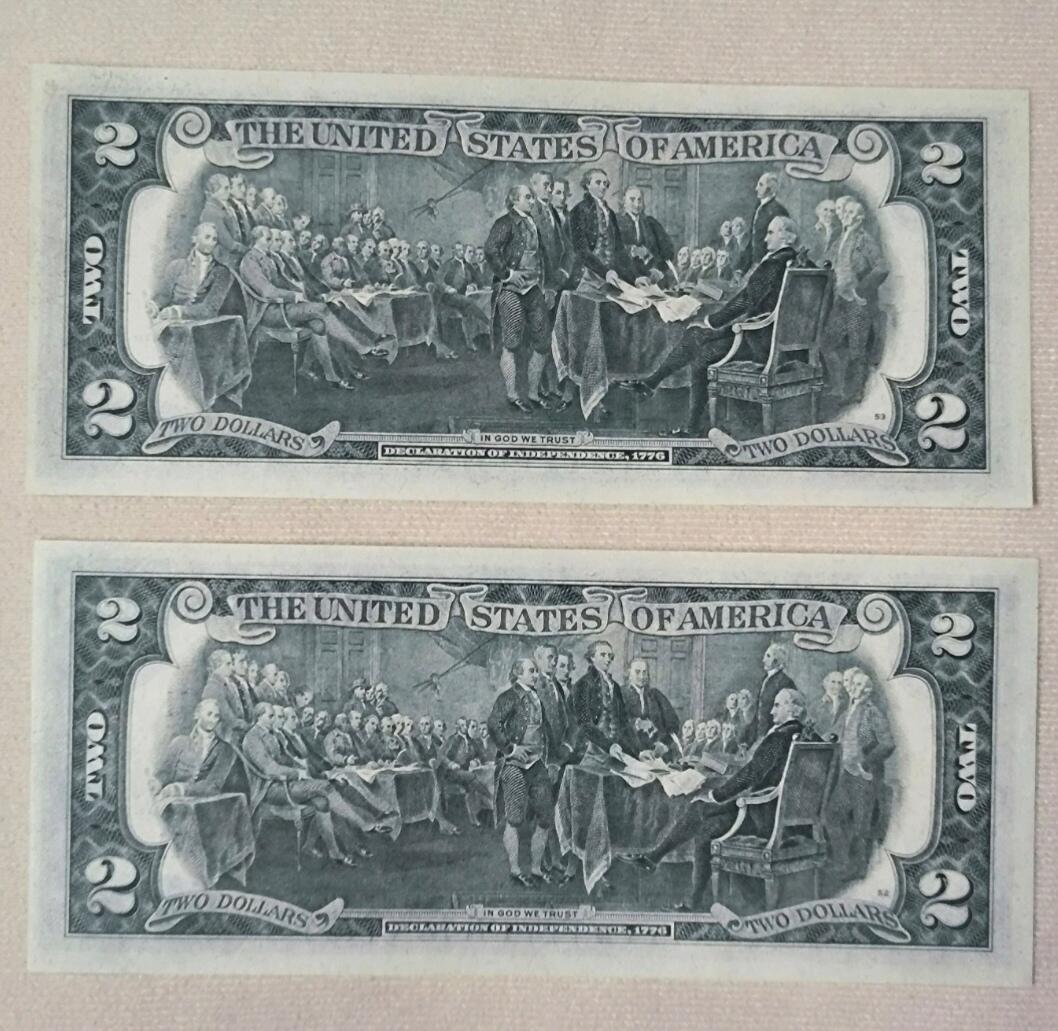 2 THE UNITED STATES OF AMERICA 2
TWO TWO
53
2 TWO DOLLARS IN GOD WE TRUST TWO DOLLARS 2
DECLARATION OF INDEPENDENCE, 1776
2 THE UNITED STATES OF AMERICA 2
TWO TWO
52
2 TWO DOLLARS IN GOD WE TRUST TWO DOLLARS 2
DECLARATION OF INDEPENDENCE, 1776